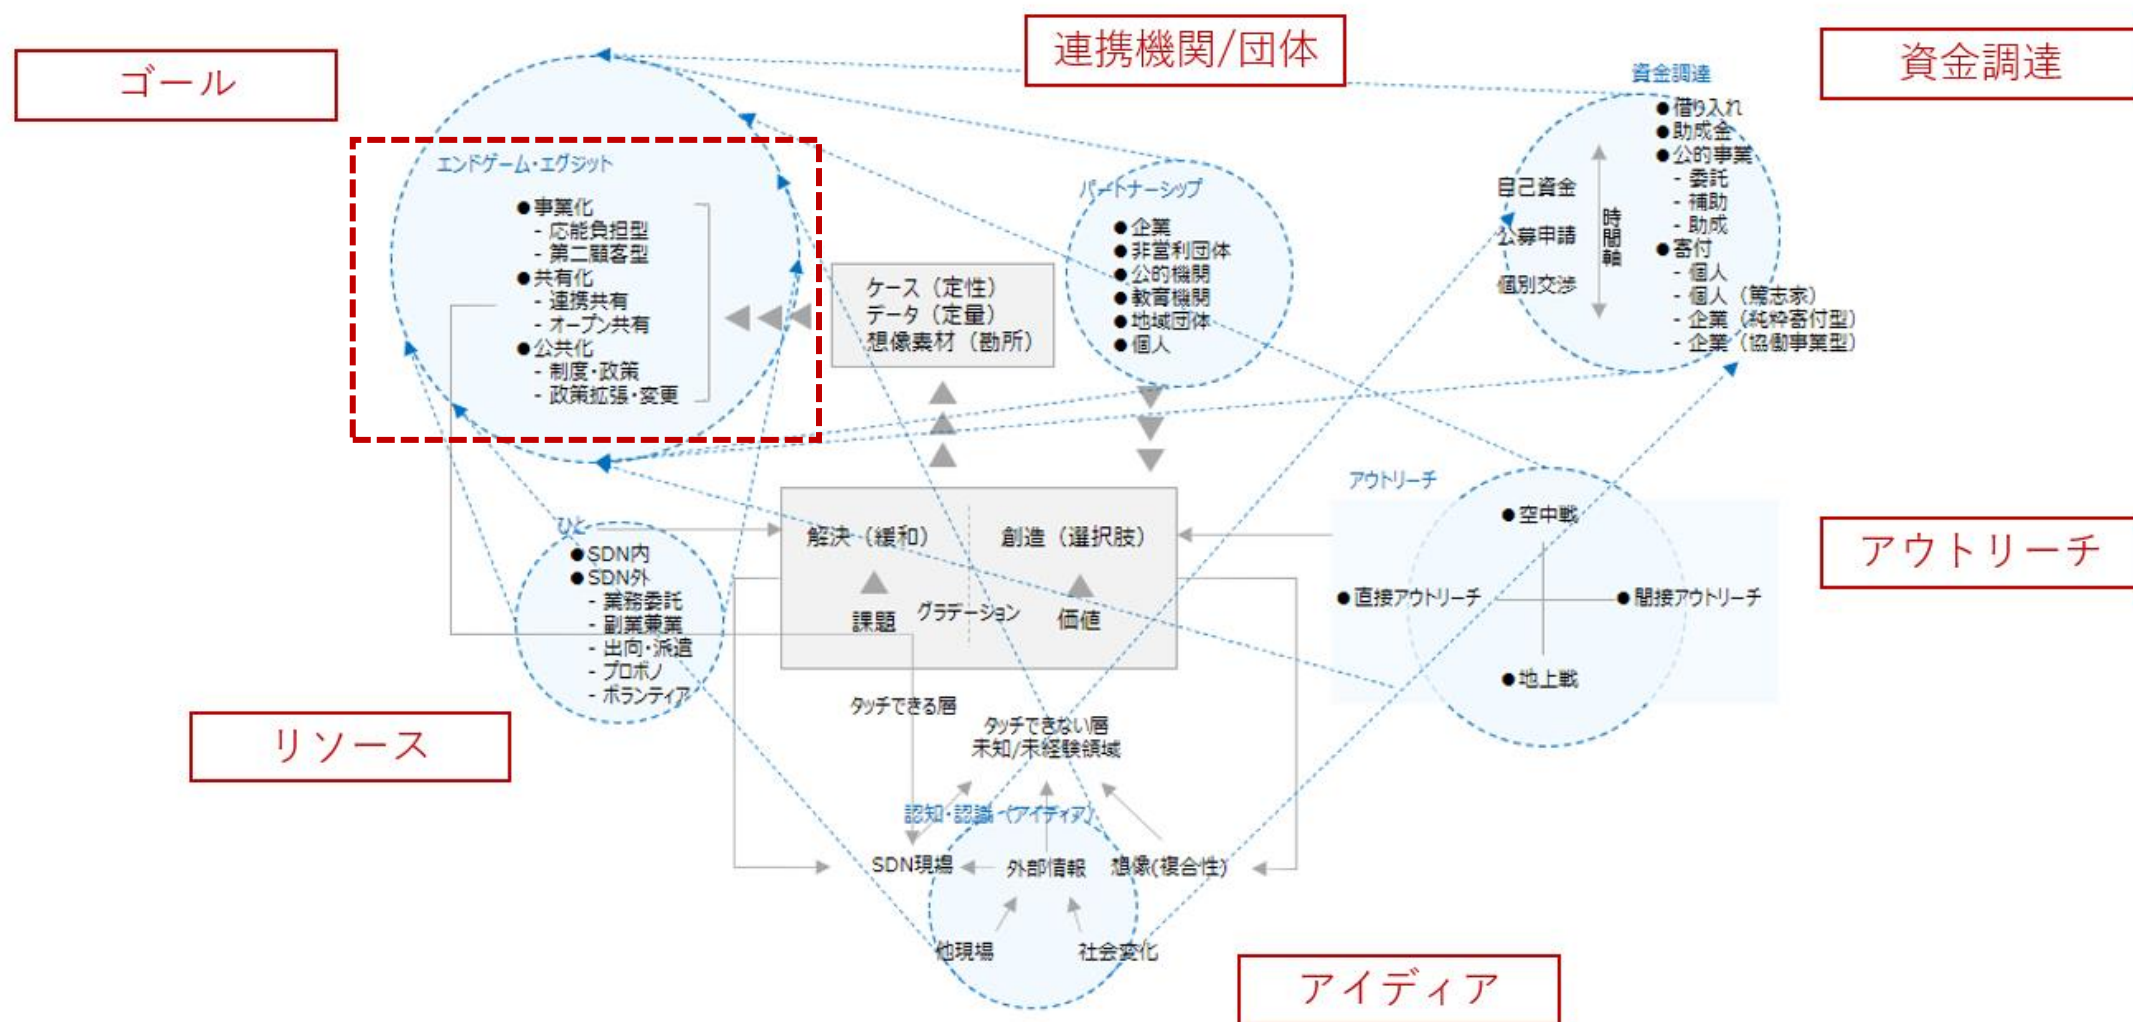 ゴール
連携機関/団体
資金調達
エンドゲーム・エグジット
●事業化
- 応能負担型
- 第二顧客型
●共有化
- 連携共有
- オープン共有
●公共化
- 制度・政策
- 政策拡張・変更
ケース（定性）
データ（定量）
想像素材（勘所）
パートナーシップ
●企業
●非営利団体
●公的機関
●教育機関
●地域団体
●個人
資金調達
自己資金
公募申請
個別交渉
時間軸
●借り入れ
●助成金
●公的事業
- 委託
- 補助
- 助成
●寄付
- 個人
- 個人（篤志家）
- 企業（純粋寄付型）
- 企業（協働事業型）
ひと
●SDN内
●SDN外
- 業務委託
- 副業兼業
- 出向・派遣
- プロボノ
- ボランティア
リソース
解決（緩和）
創造（選択肢）
課題
グラデーション
価値
アウトリーチ
●空中戦
●直接アウトリーチ
●間接アウトリーチ
●地上戦
アウトリーチ
タッチできる層
タッチできない層
未知/未経験領域
認知・認識（アイディア）
SDN現場
外部情報
想像(複合性)
他現場
社会変化
アイディア